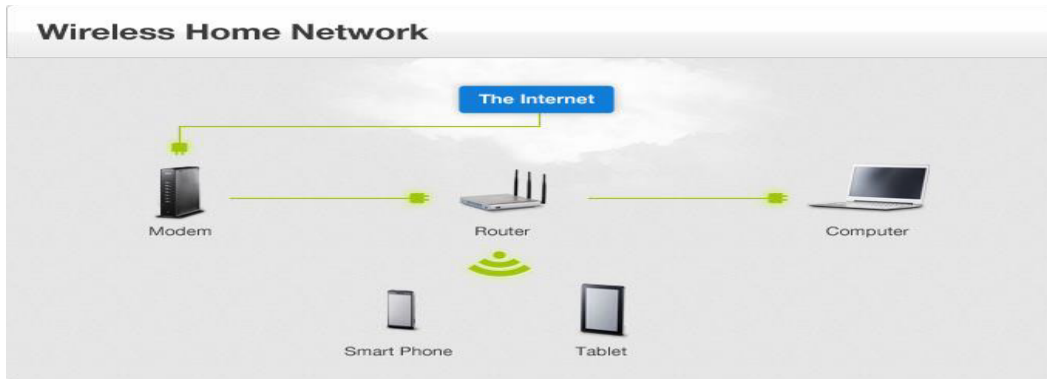 Wireless Home Network
The Internet
Modem
Router
Computer
Smart Phone
Tablet